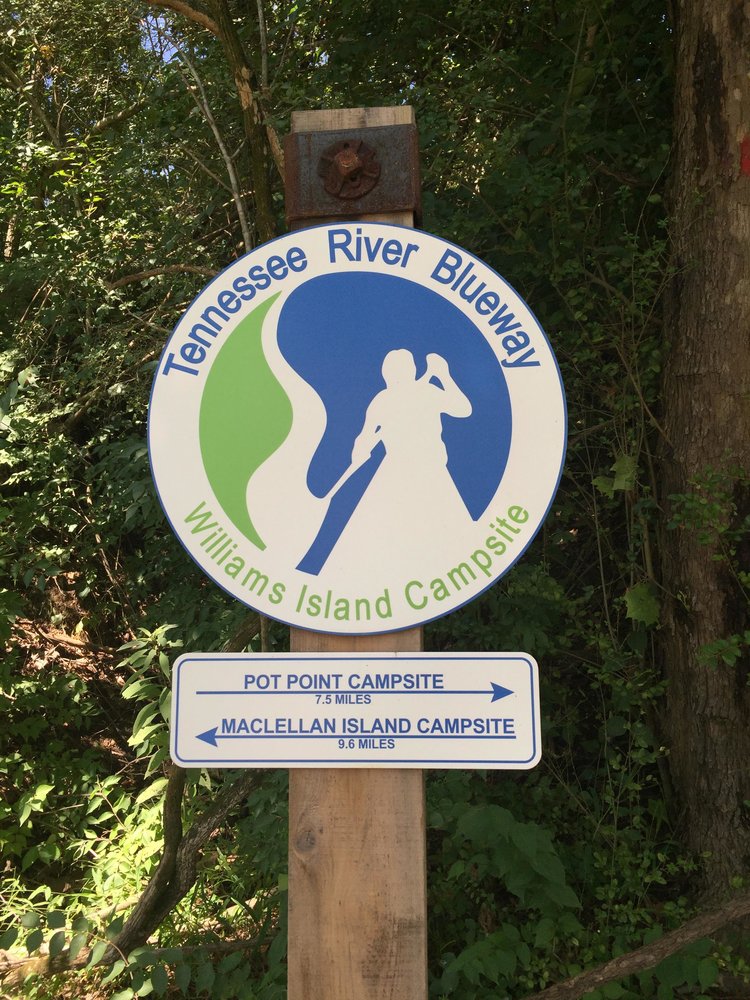 Tennessee River Blueway
Williams Island Campsite
POT POINT CAMPSITE
7.5 MILES
MACLELLAN ISLAND CAMPSITE
9.6 MILES